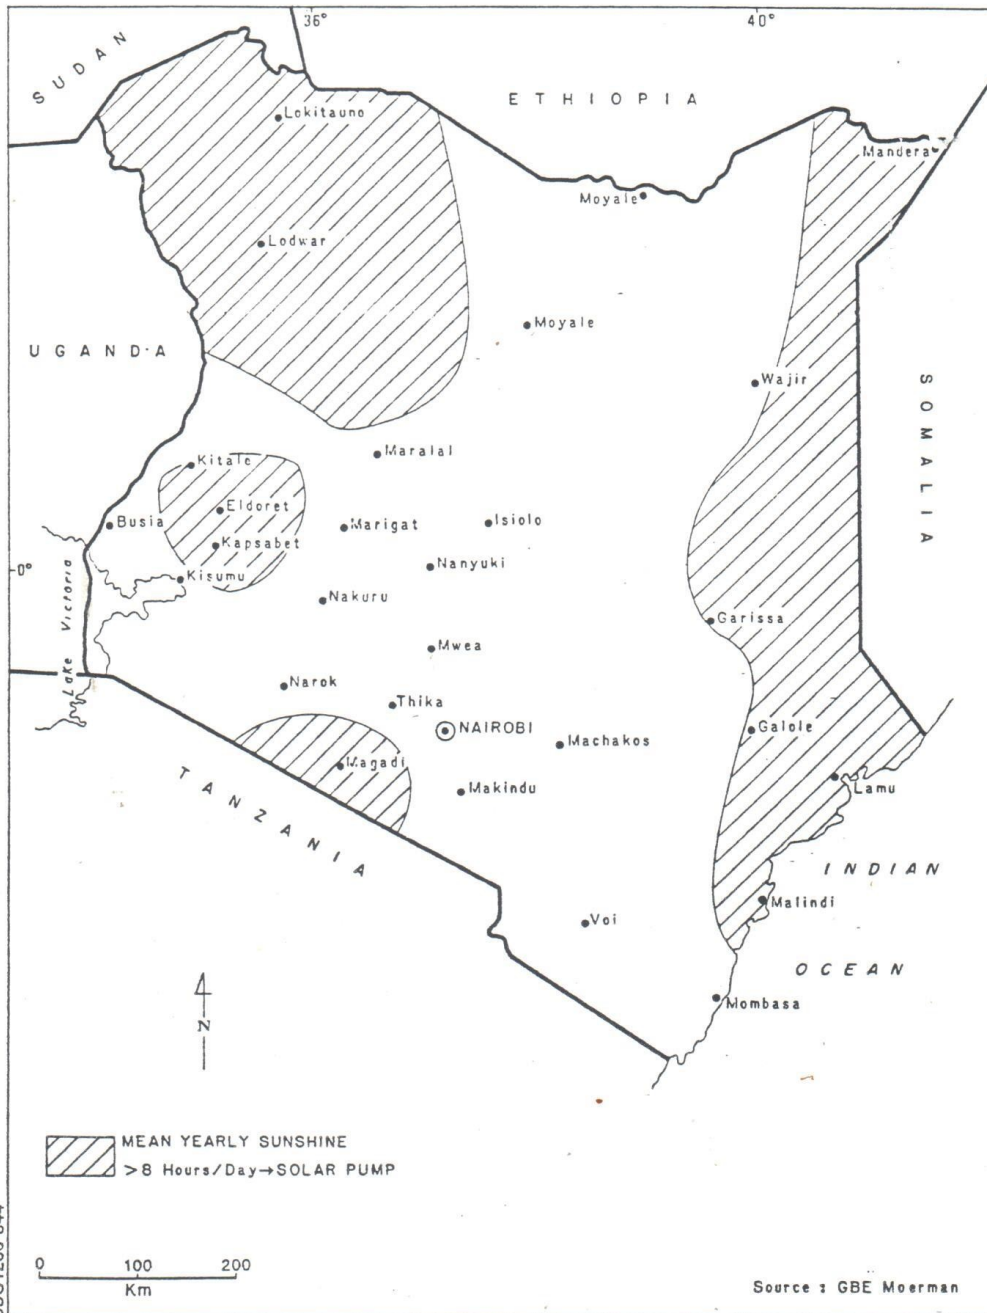 36°
40°
SUDAN
ETHIOPIA
Lokitauno
Mandera
Moyale
Lodwar
Moyale
UGANDA
Wajir
SOMALIA
Maralal
Kitale
Eldoret
Busia
Marigat
Isiolo
Kapsabet
Nanyuki
0°
Kisumu
Lake Victoria
Nakuru
Garissa
Mwea
Narok
Thika
NAIROBI
Machakos
Galole
Magadi
Makindu
Lamu
TANZANIA
INDIAN
OCEAN
Malindi
Voi
Mombasa
N
MEAN YEARLY SUNSHINE
>8 Hours/Day→SOLAR PUMP
0 100 200
Km
Source : GBE Moerman